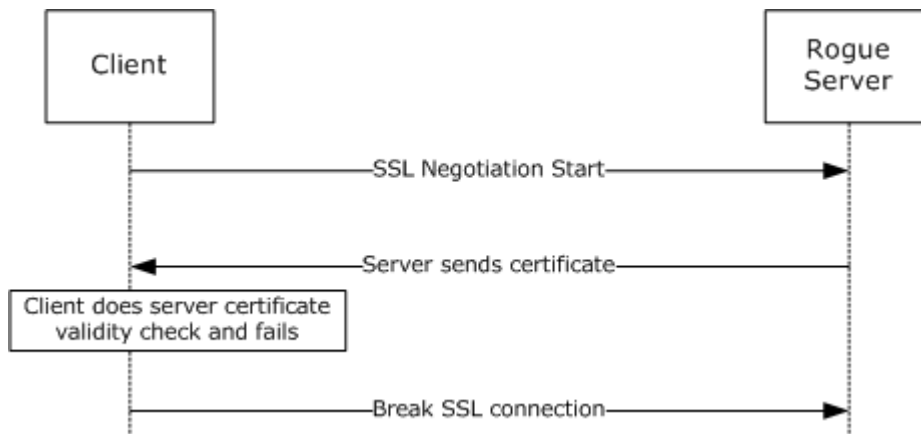 Client
Rogue
Server
SSL Negotiation Start
Server sends certificate
Client does server certificate
validity check and fails
Break SSL connection